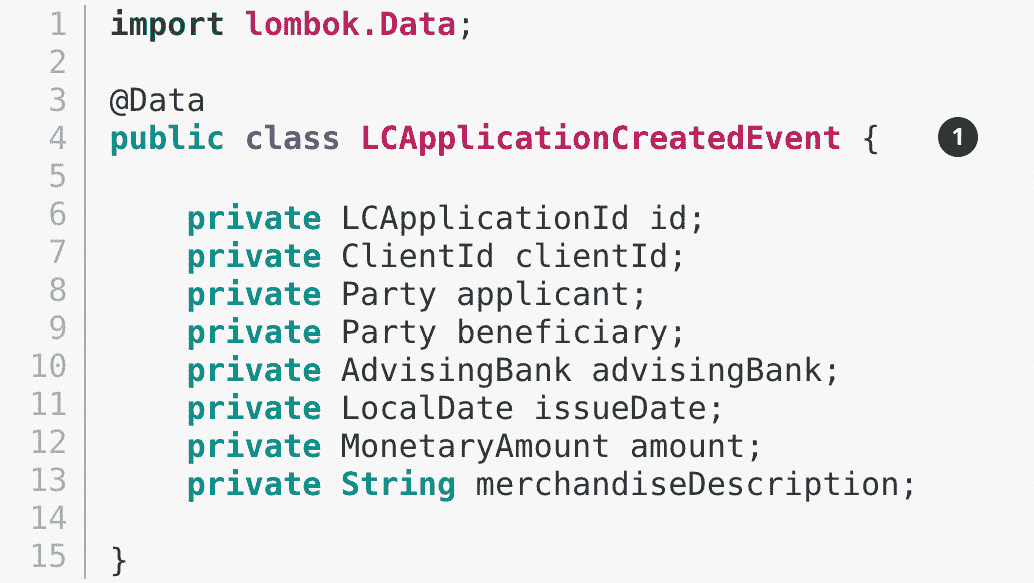 1 import lombok.Data;
2
3 @Data
4 public class LCApplicationCreatedEvent { 1
5
6     private LCApplicationId id;
7     private ClientId clientId;
8     private Party applicant;
9     private Party beneficiary;
10     private AdvisingBank advisingBank;
11     private LocalDate issueDate;
12     private MonetaryAmount amount;
13     private String merchandiseDescription;
14
15 }